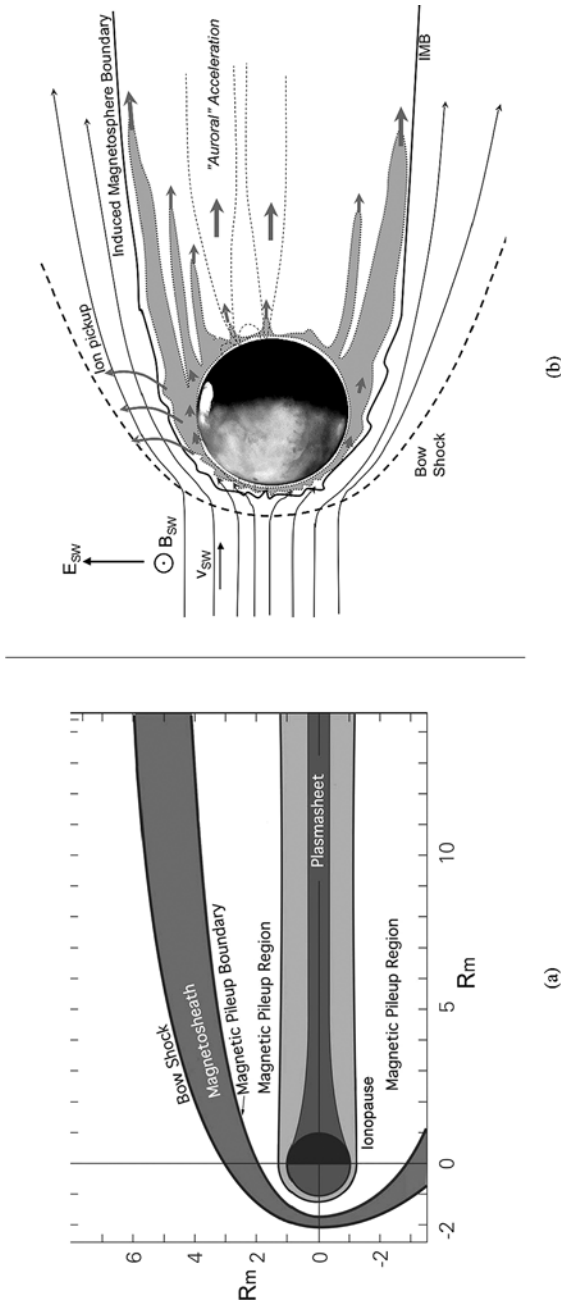 6
4
2
0
-2
Rm
-2
0
5
10
Rm
Bow Shock
Magnetosheath
Magnetic Pileup Boundary
Magnetic Pileup Region
Plasmasheet
Ionopause
Magnetic Pileup Region
(a)
E_SW
B_SW
v_SW
Ion pickup
Induced Magnetosphere Boundary
"Auroral" Acceleration
IMB
Bow
Shock
(b)